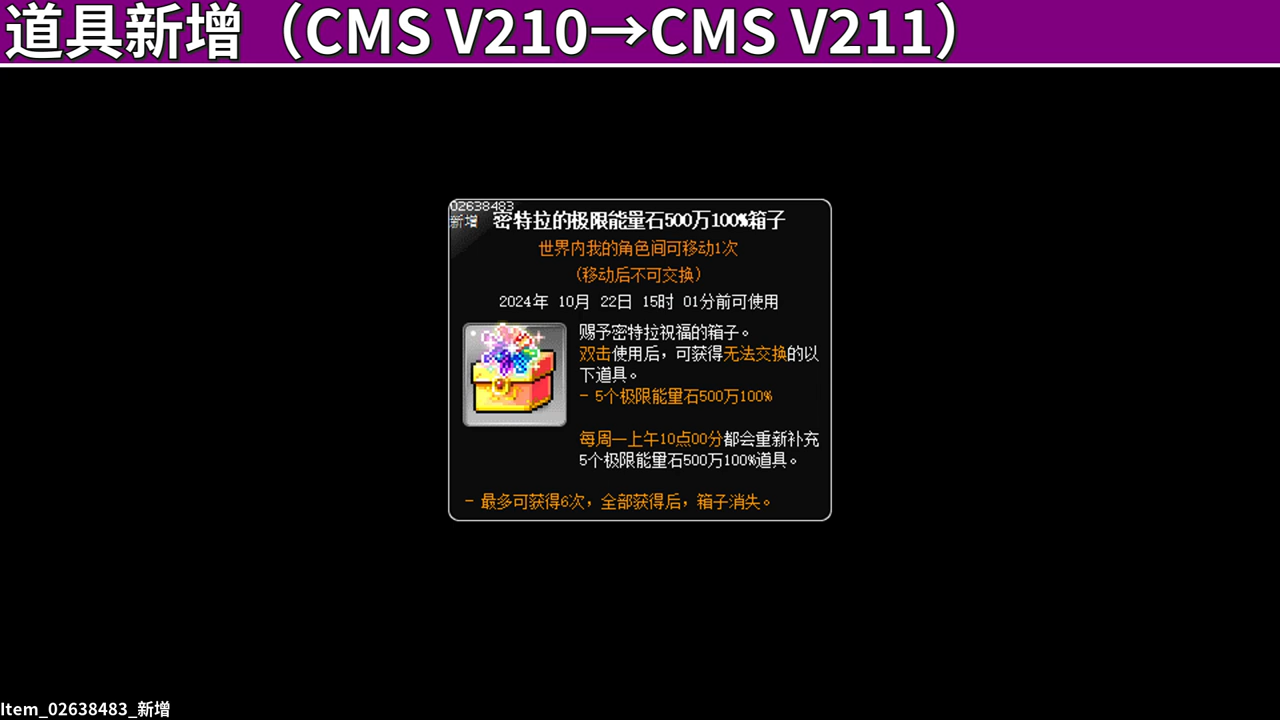 道具新增（CMS V210→CMS V211）
02638483
新增
密特拉的极限能量石500万100%箱子
世界内我的角色间可移动1次
(移动后不可交换)
2024年 10月 22日 15时 01分前可使用
赐予密特拉祝福的箱子。
双击使用后，可获得无法交换的以
下道具。
- 5个极限能量石500万100%
每周一上午10点00分都会重新补充
5个极限能量石500万100%道具。
- 最多可获得6次，全部获得后，箱子消失。
Item_02638483_新增